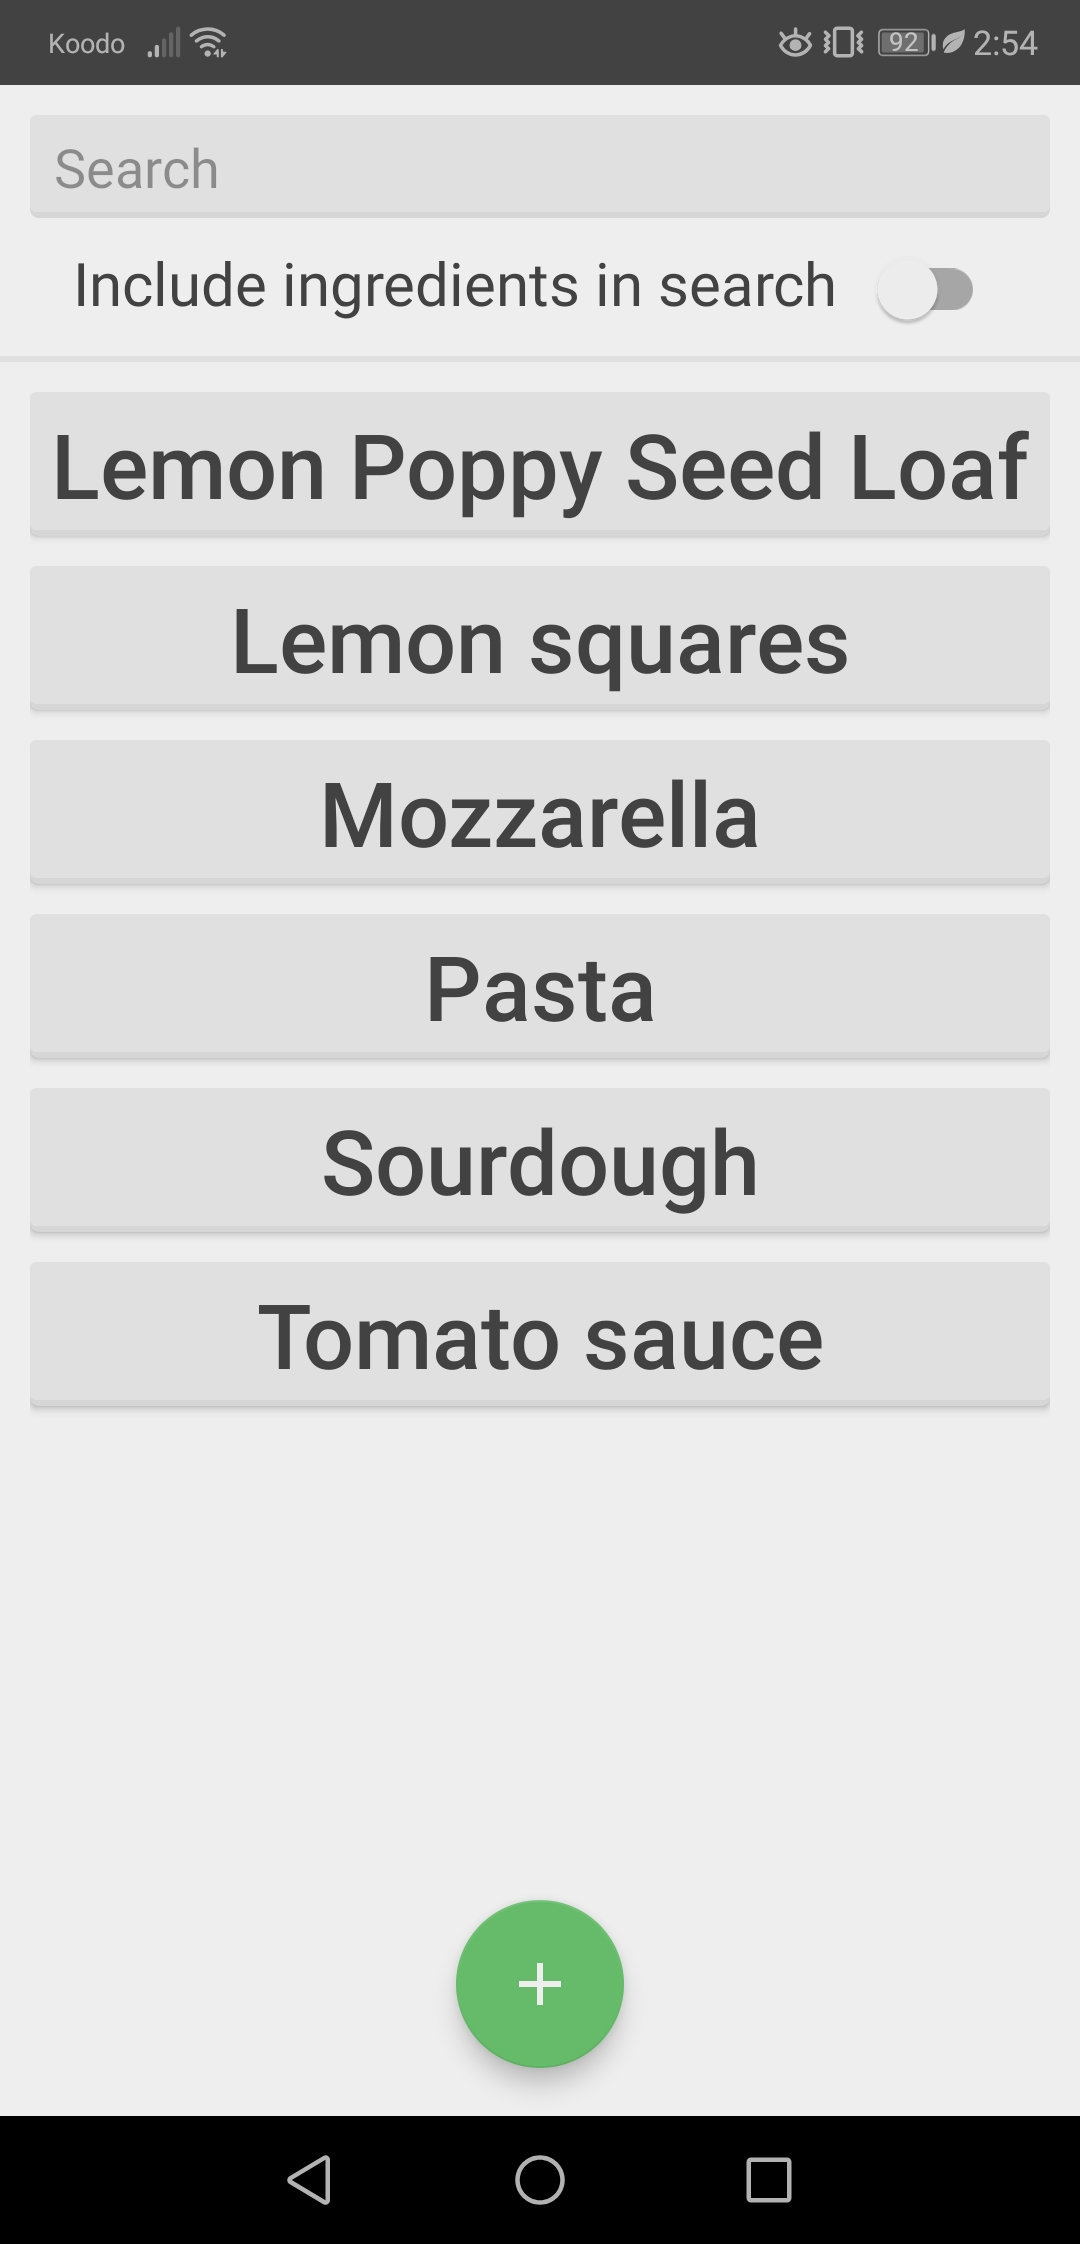 Koodo 92 2:54
Search
Include ingredients in search
Lemon Poppy Seed Loaf
Lemon squares
Mozzarella
Pasta
Sourdough
Tomato sauce
+